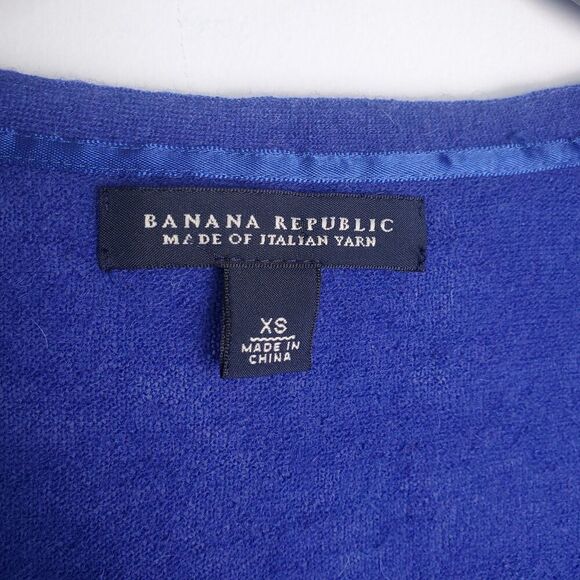 BANANA REPUBLIC
MADE OF ITALIAN YARN
XS
MADE IN
CHINA